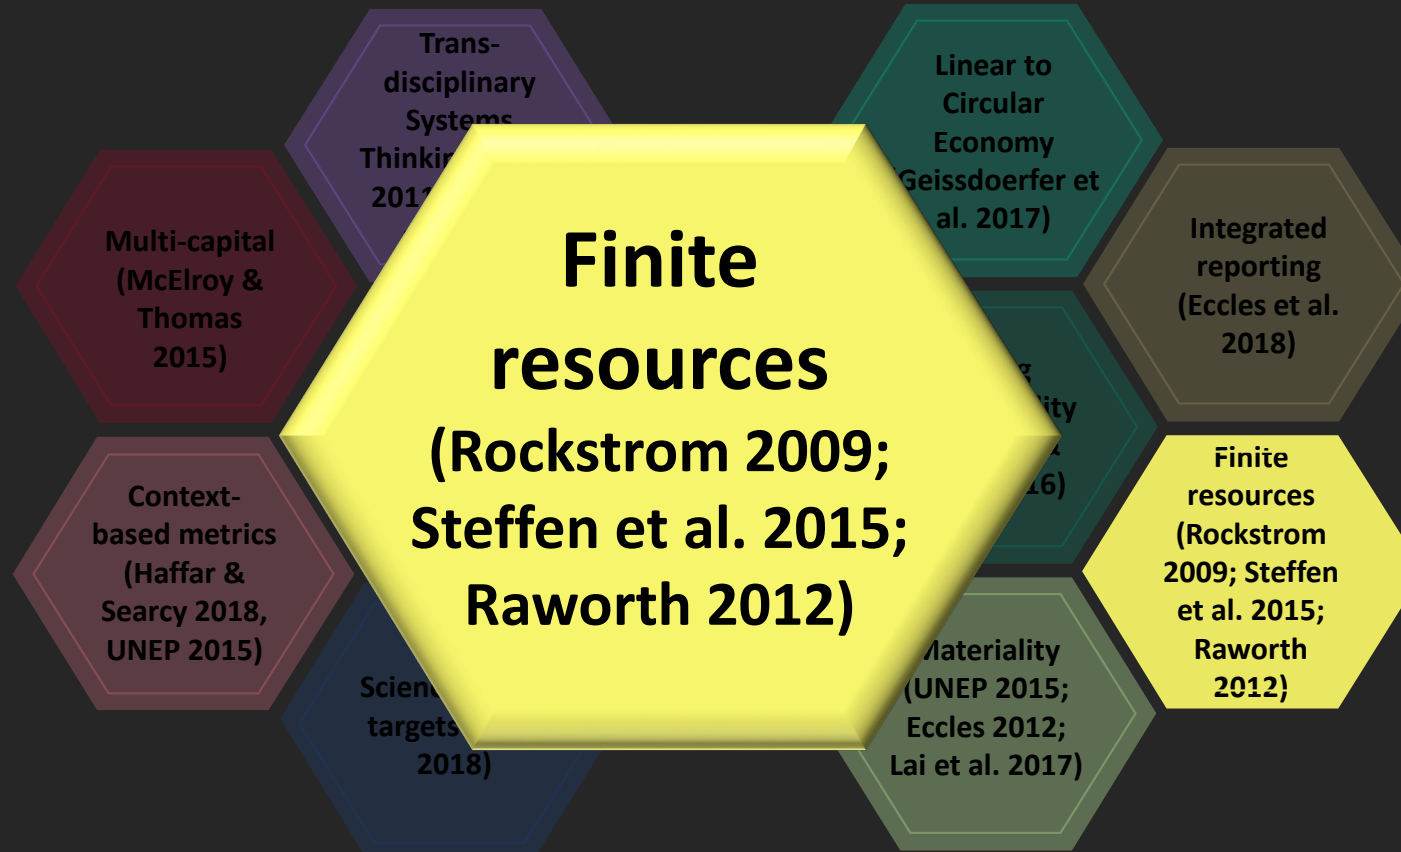 Trans-
disciplinary
Systems
2011
Linear to
Circular
Economy
(Geissdoerfer et
al. 2017)
Multi-capital
(McElroy &
Thomas
2015)
Integrated
reporting
(Eccles et al.
2018)
Finite
resources
(Rockstrom 2009;
Steffen et al. 2015;
Raworth 2012)
Context-
based metrics
(Haffar &
Searcy 2018,
UNEP 2015)
Finite
resources
(Rockstrom
2009; Steffen
et al. 2015;
Raworth
2012)
targets
2018)
Materiality
(UNEP 2015;
Eccles 2012;
Lai et al. 2017)